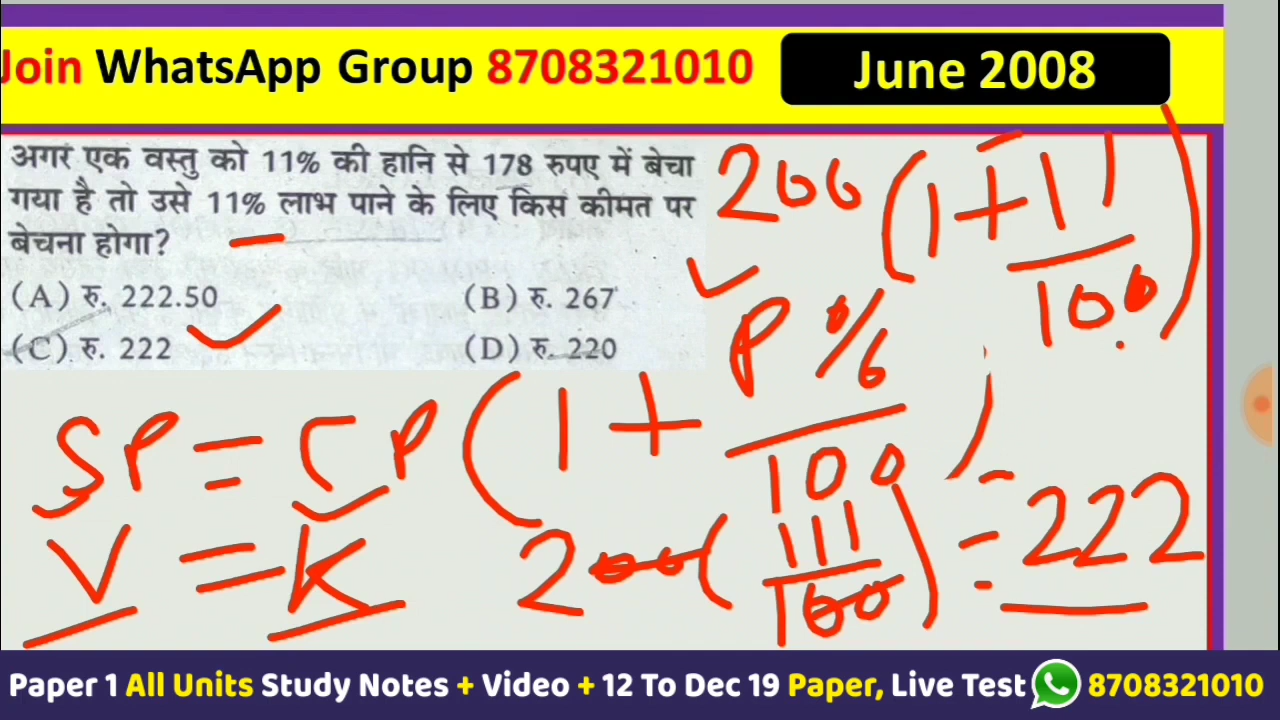 Join WhatsApp Group 8708321010
June 2008
अगर एक वस्तु को 11% की हानि से 178 रुपए में बेचा
गया है तो उसे 11% लाभ पाने के लिए किस कीमत पर
बेचना होगा?
(A) रु. 222.50
(B) रु. 267
(C) रु. 222
(D) रु. 220
200 (1+11/100)
SP = CP (1 + P%/100)
V = K
200 (111/100) = 222
Paper 1 All Units Study Notes + Video + 12 To Dec 19 Paper, Live Test 8708321010